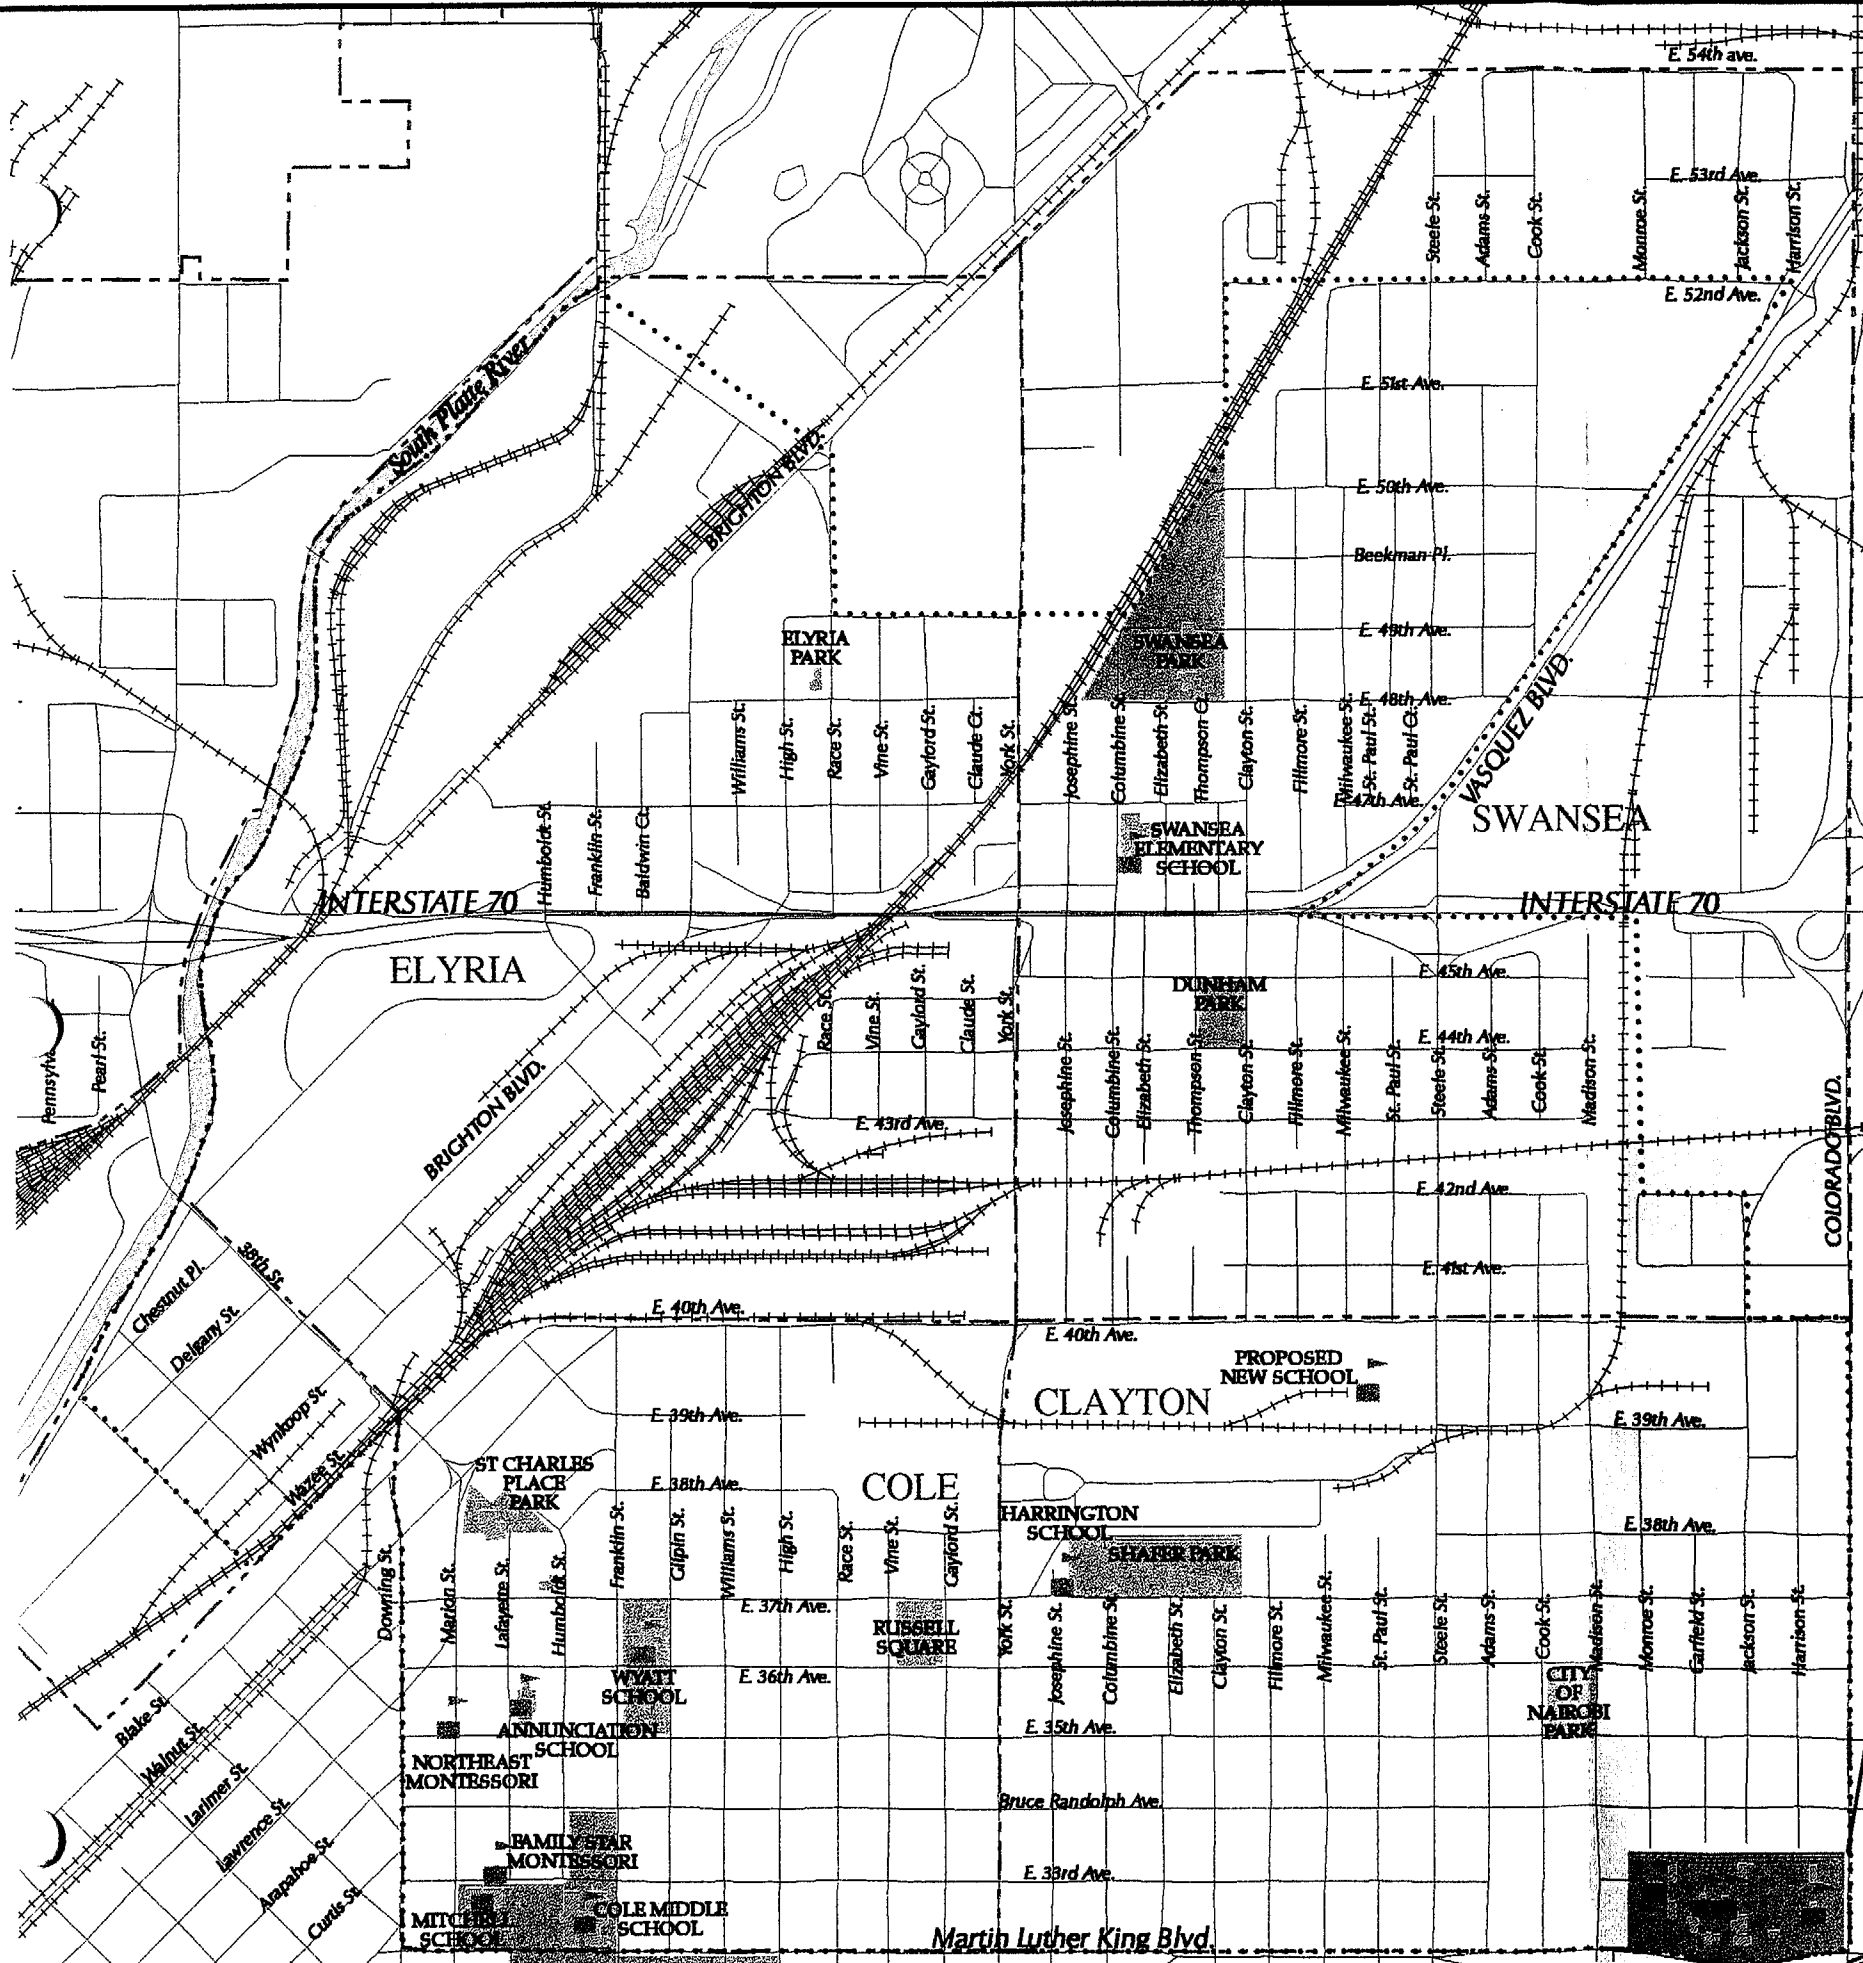 E. 54th ave.
E. 53rd Ave.
Steele St.
Adams St.
Cook St.
Monroe St.
Jackson St.
Harrison St.
E. 52nd Ave.
South Platte River
E. 51st Ave.
BRIGHTON BLVD.
E. 50th Ave.
Beekman Pl.
E. 49th Ave.
ELYRIA
PARK
SWANSEA
PARK
E. 48th Ave.
VASQUEZ BLVD.
Williams St.
High St.
Race St.
Vine St.
Gaylord St.
Claude Ct.
York St.
Josephine St.
Columbine St.
Elizabeth St.
Thompson Ct.
Clayton St.
Fillmore St.
Milwaukee St.
St. Paul St.
St. Paul Ct.
E. 47th Ave.
SWANSEA
Humboldt St.
Franklin St.
Baldwin Ct.
SWANSEA
ELEMENTARY
SCHOOL
INTERSTATE 70
INTERSTATE 70
ELYRIA
DUNHAM
PARK
E. 45th Ave.
E. 44th Ave.
Pearl St.
Race St.
Vine St.
Gaylord St.
Claude St.
York St.
Josephine St.
Columbine St.
Elizabeth St.
Thompson St.
Clayton St.
Fillmore St.
Milwaukee St.
St. Paul St.
Steele St.
Adams St.
Cook St.
Madison St.
COLORADO BLVD.
BRIGHTON BLVD.
E. 43rd Ave.
E. 42nd Ave
38th St.
Chestnut Pl.
Delgany St.
E. 41st Ave.
E. 40th Ave.
E. 40th Ave.
PROPOSED
NEW SCHOOL
CLAYTON
Wynkoop St.
Wazee St.
E. 39th Ave.
E. 39th Ave.
ST CHARLES
PLACE
PARK
E. 38th Ave.
COLE
HARRINGTON
SCHOOL
E. 38th Ave.
SHAFER PARK
Downing St.
Marion St.
Lafayette St.
Humboldt St.
Franklin St.
Gilpin St.
Williams St.
High St.
Race St.
Vine St.
Gaylord St.
York St.
Josephine St.
Columbine St.
Elizabeth St.
Clayton St.
Fillmore St.
Milwaukee St.
St. Paul St.
Steele St.
Adams St.
Cook St.
Madison St.
Monroe St.
Garfield St.
Jackson St.
Harrison St.
E. 37th Ave.
RUSSELL
SQUARE
E. 36th Ave.
WYATT
SCHOOL
CITY
OF
NAIROBI
PARK
ANNUNCIATION
SCHOOL
E. 35th Ave.
NORTHEAST
MONTESSORI
Blake St.
Walnut St.
Larimer St.
Lawrence St.
Arapahoe St.
Curtis St.
Bruce Randolph Ave.
FAMILY STAR
MONTESSORI
E. 33rd Ave.
MITCHELL
SCHOOL
COLE MIDDLE
SCHOOL
Martin Luther King Blvd.